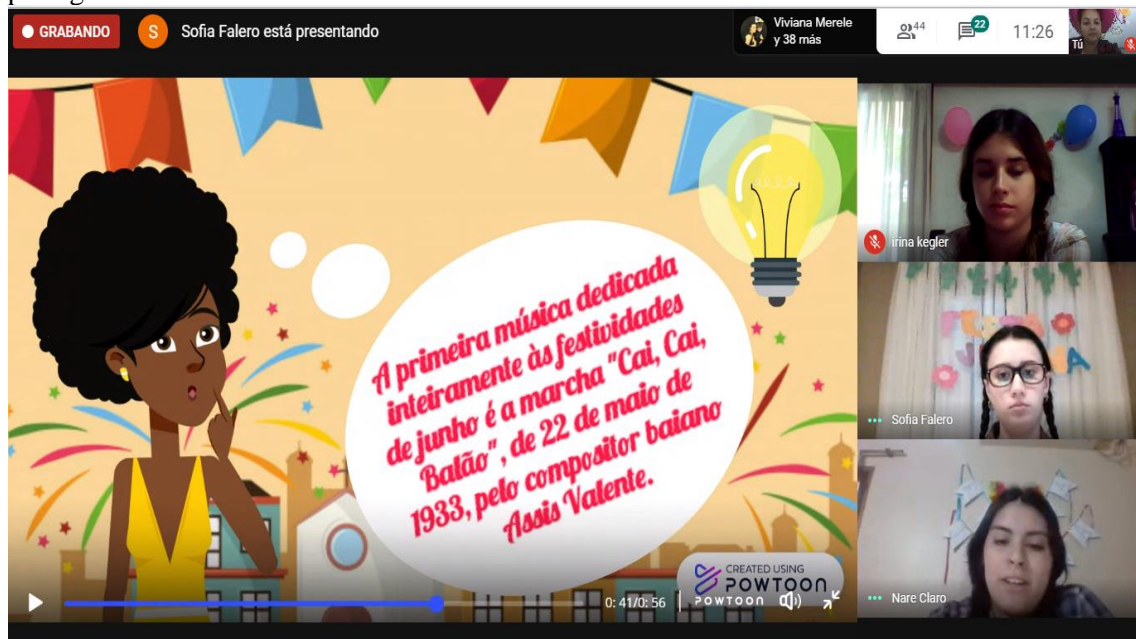 GRABANDO
S
Sofia Falero está presentando
Viviana Merele
y 38 más
44
22
11:26
Tú
A primeira música dedicada
inteiramente às festividades
de junho é a marcha "Cai, Cai,
Balão", de 22 de maio de
1933, pelo compositor baiano
Assis Valente.
irina kegler
Sofia Falero
CREATED USING
POWTOON
POWTOON
0:41/0:56
Nare Claro